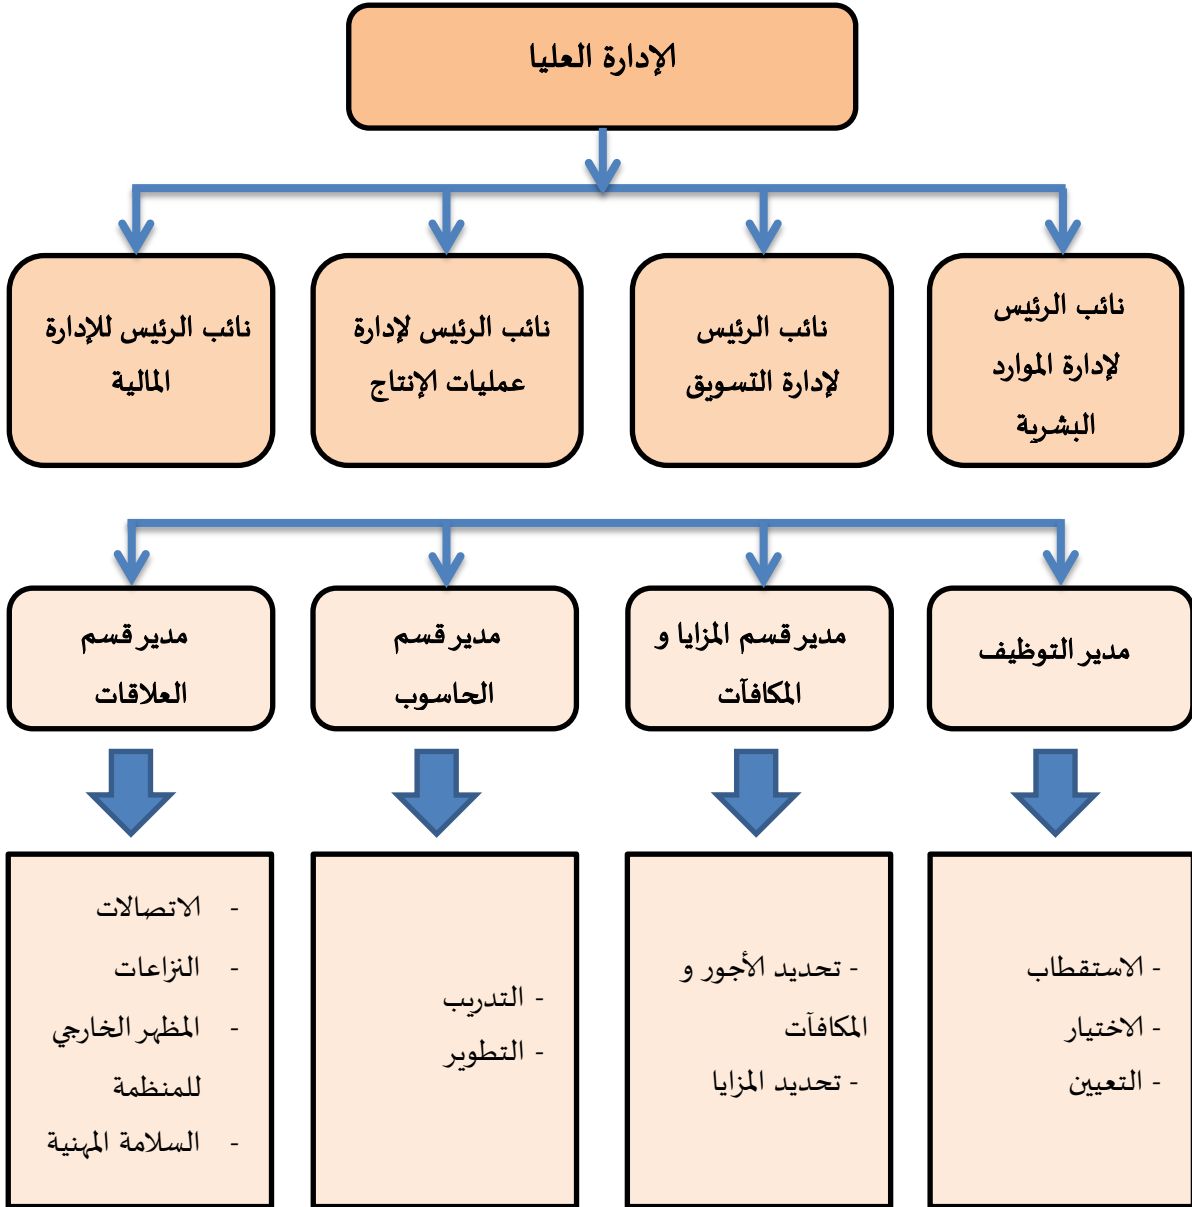 الإدارة العليا
نائب الرئيس
لإدارة الموارد
البشرية
نائب الرئيس
لإدارة التسويق
نائب الرئيس لإدارة
عمليات الإنتاج
نائب الرئيس للإدارة
المالية
مدير التوظيف
مدير قسم المزايا و
المكافآت
مدير قسم
الحاسوب
مدير قسم
العلاقات
- الاستقطاب
- الاختيار
- التعيين
- تحديد الأجور و
المكافآت
- تحديد المزايا
- التدريب
- التطوير
- الاتصالات
- النزاعات
- المظهر الخارجي
للمنظمة
- السلامة المهنية